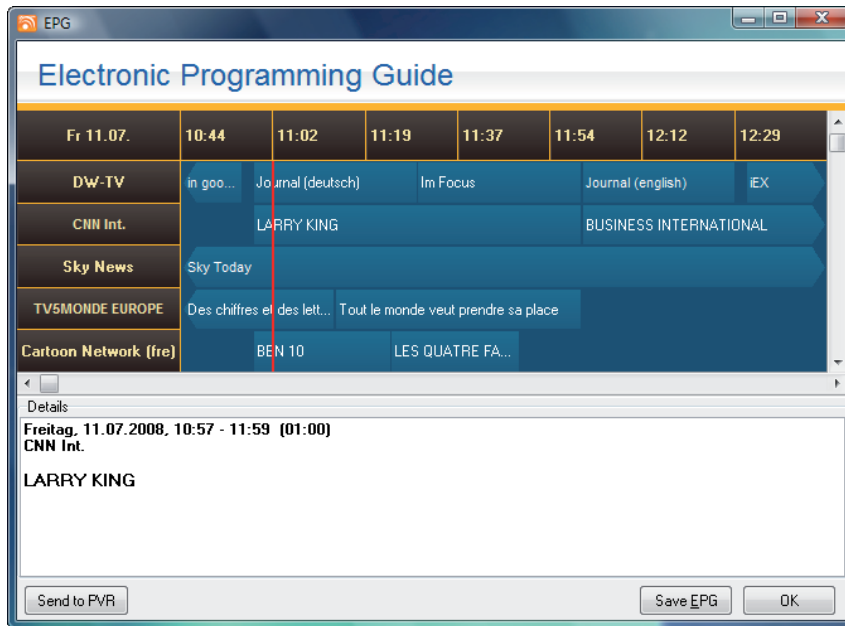 EPG
Electronic Programming Guide
Fr 11.07. 10:44 11:02 11:19 11:37 11:54 12:12 12:29
DW-TV in goo... Journal (deutsch) Im Focus Journal (english) iEX
CNN Int. LARRY KING BUSINESS INTERNATIONAL
Sky News Sky Today
TV5MONDE EUROPE Des chiffres et des lett... Tout le monde veut prendre sa place
Cartoon Network (fre) BEN 10 LES QUATRE FA...
Details
Freitag, 11.07.2008, 10:57 - 11:59 (01:00)
CNN Int.
LARRY KING
Send to PVR Save EPG OK